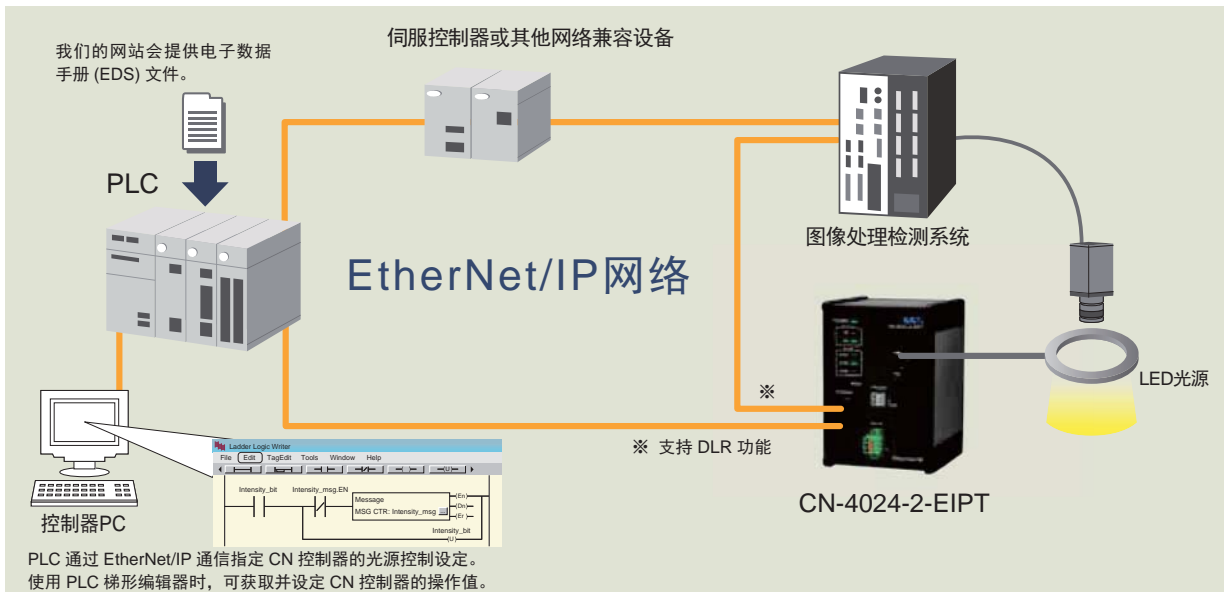 我们的网站会提供电子数据
手册 (EDS) 文件。
伺服控制器或其他网络兼容设备
PLC
图像处理检测系统
EtherNet/IP网络
LED光源
※
※ 支持 DLR 功能
CN-4024-2-EIPT
Ladder Logic Writer
File Edit TagEdit Tools Window Help
(U)
Intensity_bit Intensity_msg.EN
Message
MSG CTR: Intensity_msg
(En)
(Dn)
(Er)
Intensity_bit
(U)
控制器PC
PLC 通过 EtherNet/IP 通信指定 CN 控制器的光源控制设定。
使用 PLC 梯形编辑器时，可获取并设定 CN 控制器的操作值。